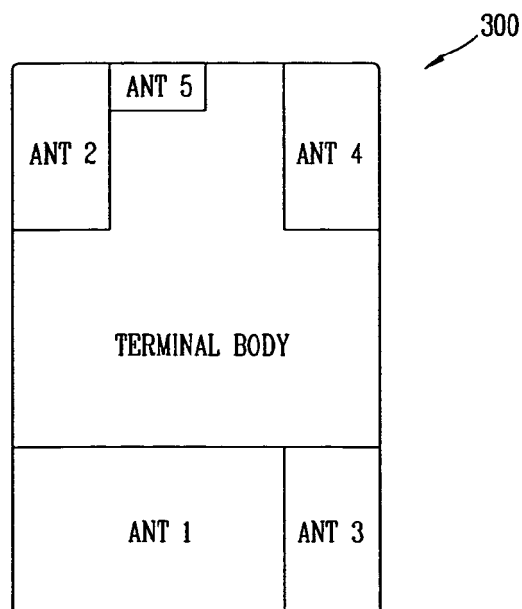 300
ANT 5
ANT 2
ANT 4
TERMINAL BODY
ANT 1
ANT 3